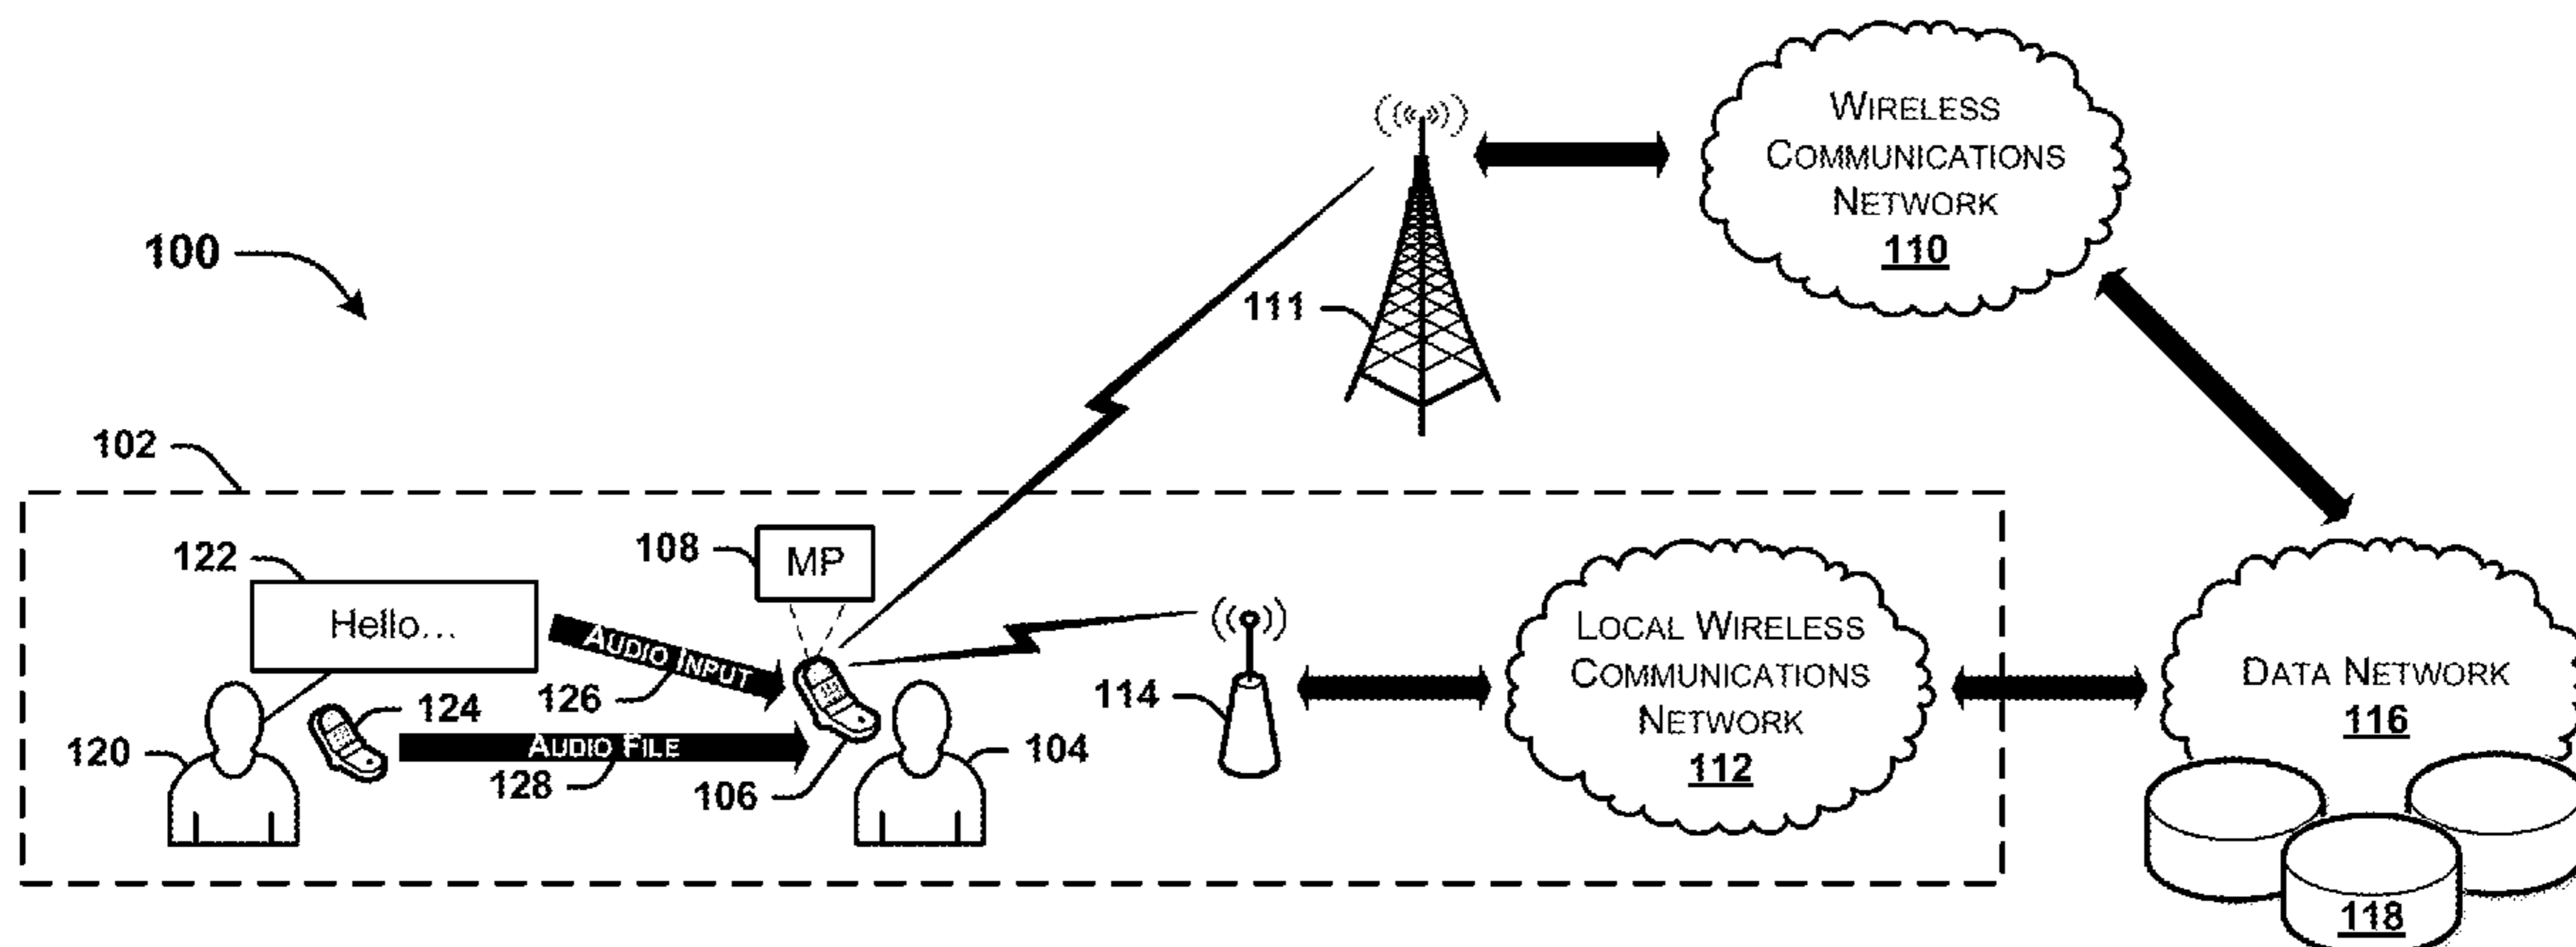 WIRELESS
COMMUNICATIONS
NETWORK
110
100
111
102
108
MP
122
Hello...
AUDIO INPUT
126
124
AUDIO FILE
128
120
106
104
114
LOCAL WIRELESS
COMMUNICATIONS
NETWORK
112
DATA NETWORK
116
118